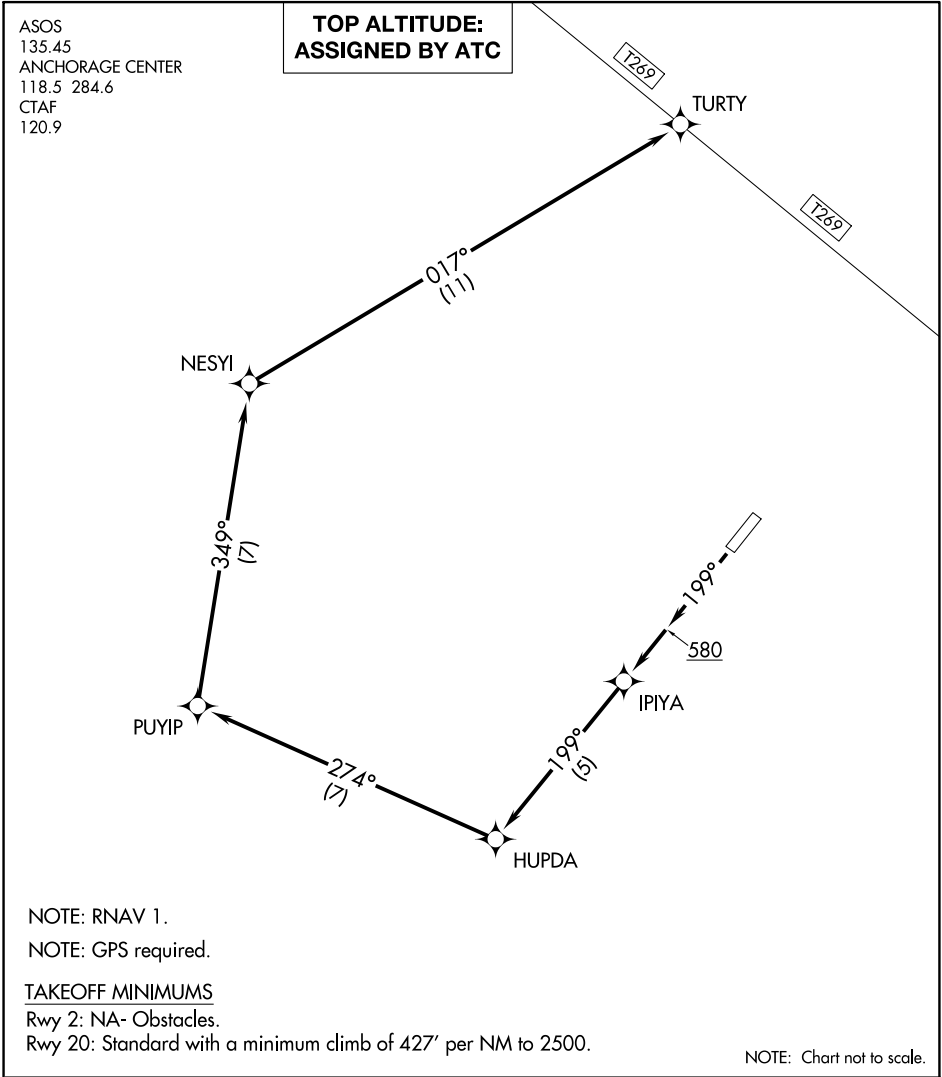 ASOS
135.45
ANCHORAGE CENTER
118.5 284.6
CTAF
120.9
TOP ALTITUDE:
ASSIGNED BY ATC
T269
TURTY
T269
017°
(11)
NESYI
349°
(7)
199°
580
IPIYA
199°
(5)
PUYIP
274°
(7)
HUPDA
NOTE: RNAV 1.
NOTE: GPS required.
TAKEOFF MINIMUMS
Rwy 2: NA- Obstacles.
Rwy 20: Standard with a minimum climb of 427' per NM to 2500.
NOTE: Chart not to scale.